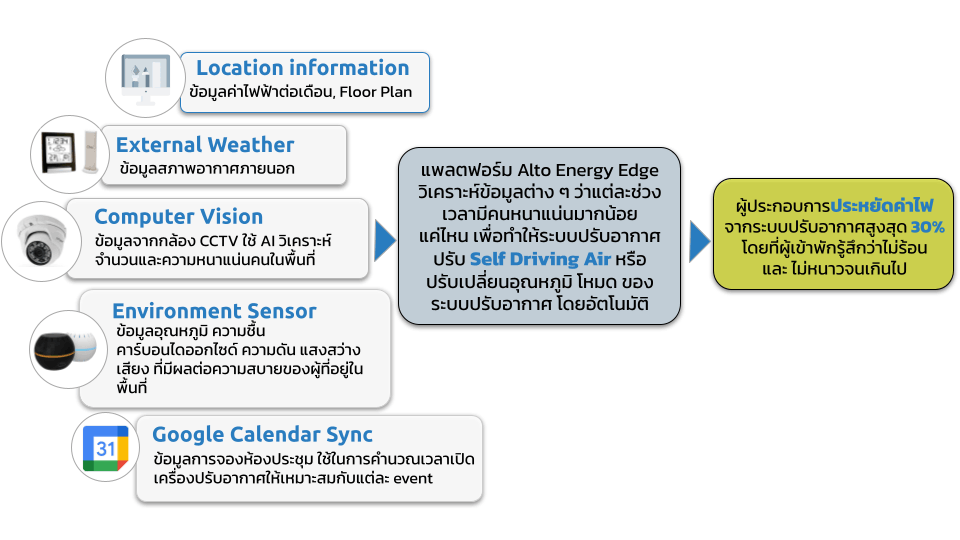 Location information
ข้อมูลค่าไฟฟ้าต่อเดือน, Floor Plan
External Weather
ข้อมูลสภาพอากาศภายนอก
Computer Vision
ข้อมูลจากกล้อง CCTV ใช้ AI วิเคราะห์
จำนวนและความหนาแน่นคนในพื้นที่
Environment Sensor
ข้อมูลอุณหภูมิ ความชื้น
คาร์บอนไดออกไซด์ ความดัน แสงสว่าง
เสียง ที่มีผลต่อความสบายของผู้ที่อยู่ใน
พื้นที่
31
Google Calendar Sync
ข้อมูลการจองห้องประชุม ใช้ในการคำนวณเวลาเปิด
เครื่องปรับอากาศให้เหมาะสมกับแต่ละ event
แพลตฟอร์ม Alto Energy Edge
วิเคราะห์ข้อมูลต่าง ๆ ว่าแต่ละช่วง
เวลามีคนหนาแน่นมากน้อย
แค่ไหน เพื่อทำให้ระบบปรับอากาศ
ปรับ Self Driving Air หรือ
ปรับเปลี่ยนอุณหภูมิ โหมด ของ
ระบบปรับอากาศ โดยอัตโนมัติ
ผู้ประกอบการประหยัดค่าไฟ
จากระบบปรับอากาศสูงสุด 30%
โดยที่ผู้เข้าพักรู้สึกว่าไม่ร้อน
และ ไม่หนาวจนเกินไป